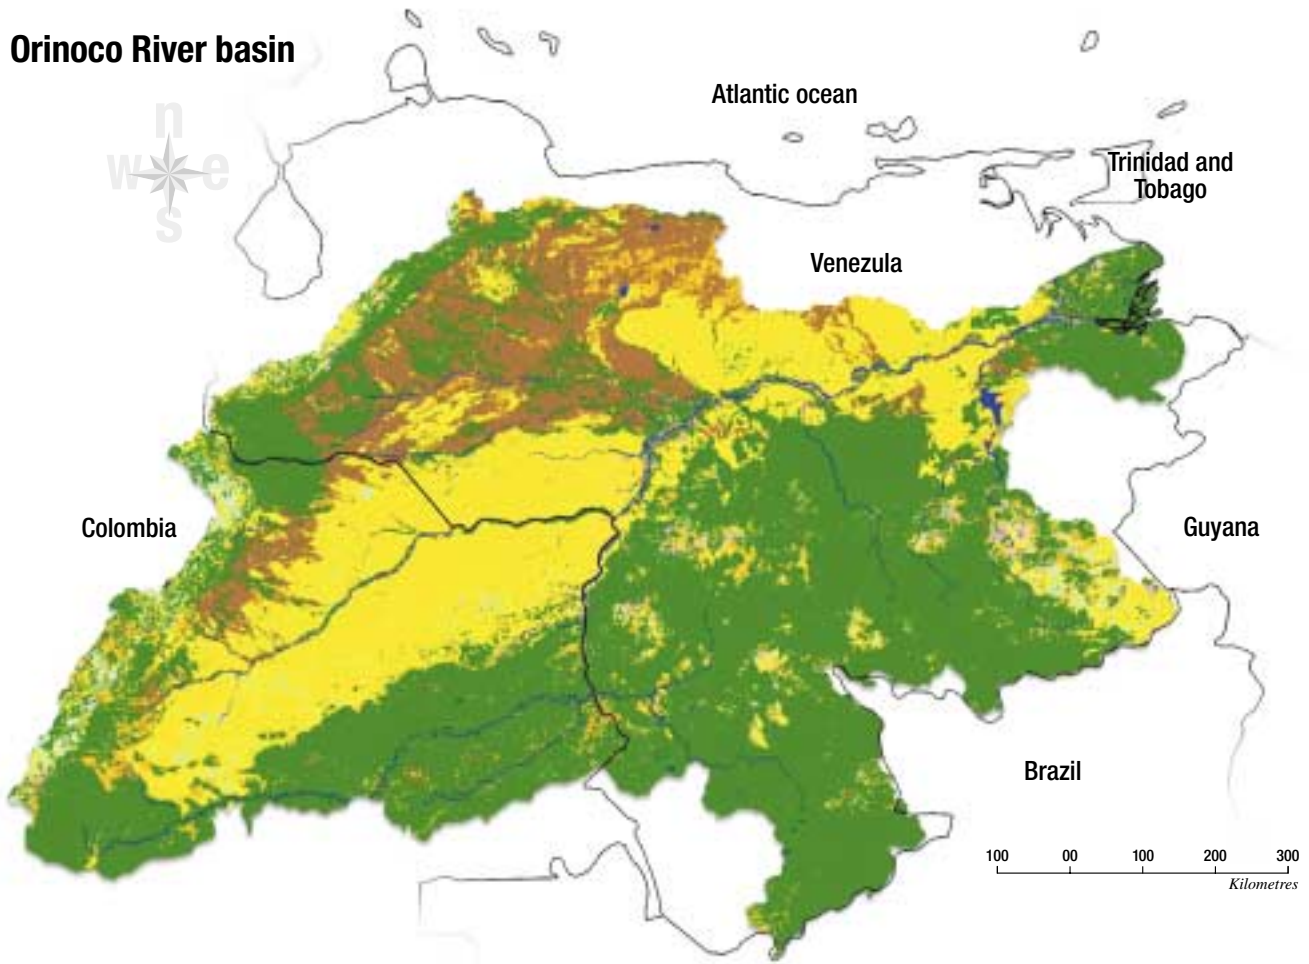 Orinoco River basin
n
w e
s
Atlantic ocean
Trinidad and
Tobago
Venezula
Colombia
Guyana
Brazil
100 00 100 200 300
Kilometres